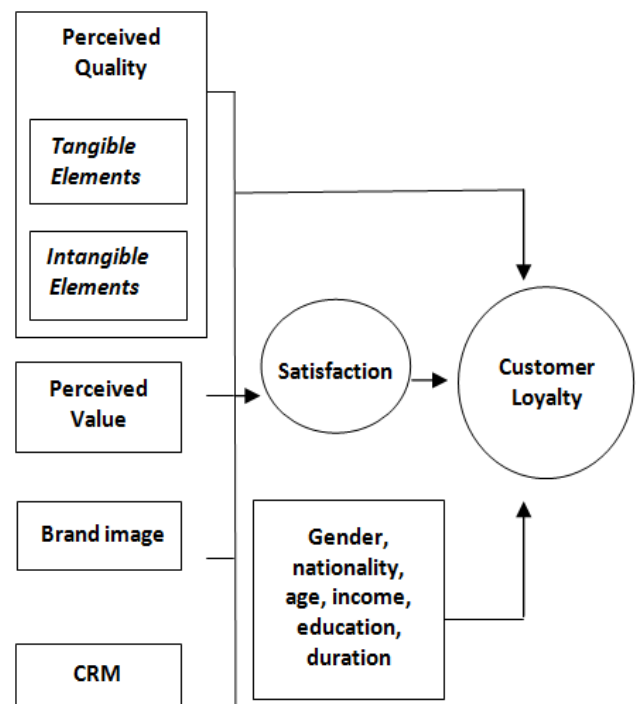 Perceived
Quality
Tangible
Elements
Intangible
Elements
Perceived
Value
Brand image
CRM
Satisfaction
Customer
Loyalty
Gender,
nationality,
age, income,
education,
duration